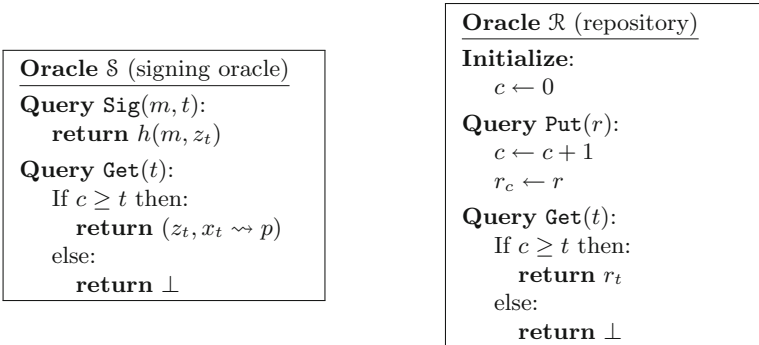 Oracle 𝒮 (signing oracle)
Query Sig(m, t):
return h(m, z_t)
Query Get(t):
If c ≥ t then:
return (z_t, x_t ⇝ p)
else:
return ⊥
Oracle ℛ (repository)
Initialize:
c ← 0
Query Put(r):
c ← c + 1
r_c ← r
Query Get(t):
If c ≥ t then:
return r_t
else:
return ⊥